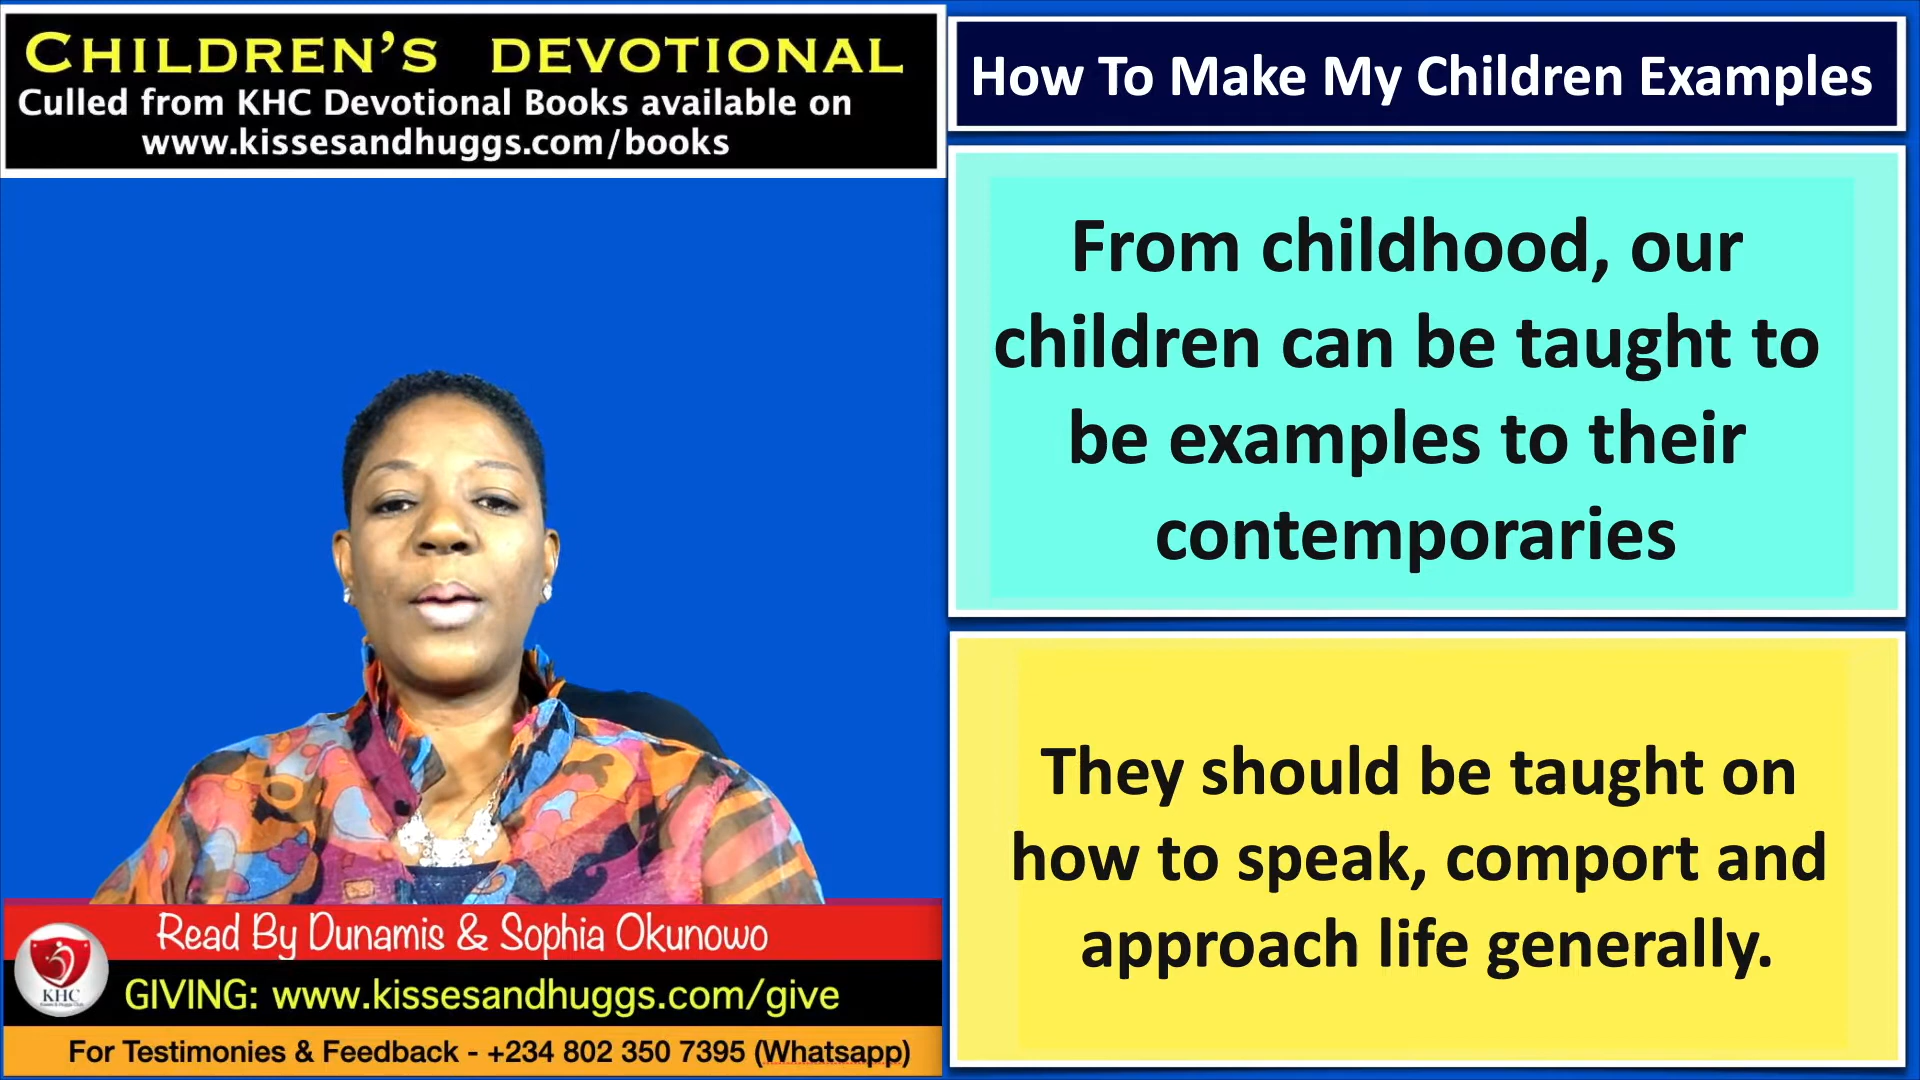 CHILDREN'S DEVOTIONAL
Culled from KHC Devotional Books available on
www.kissesandhuggs.com/books
How To Make My Children Examples
From childhood, our
children can be taught to
be examples to their
contemporaries
They should be taught on
how to speak, comport and
approach life generally.
Read By Dunamis & Sophia Okunowo
KHC
GIVING: www.kissesandhuggs.com/give
For Testimonies & Feedback - +234 802 350 7395 (Whatsapp)